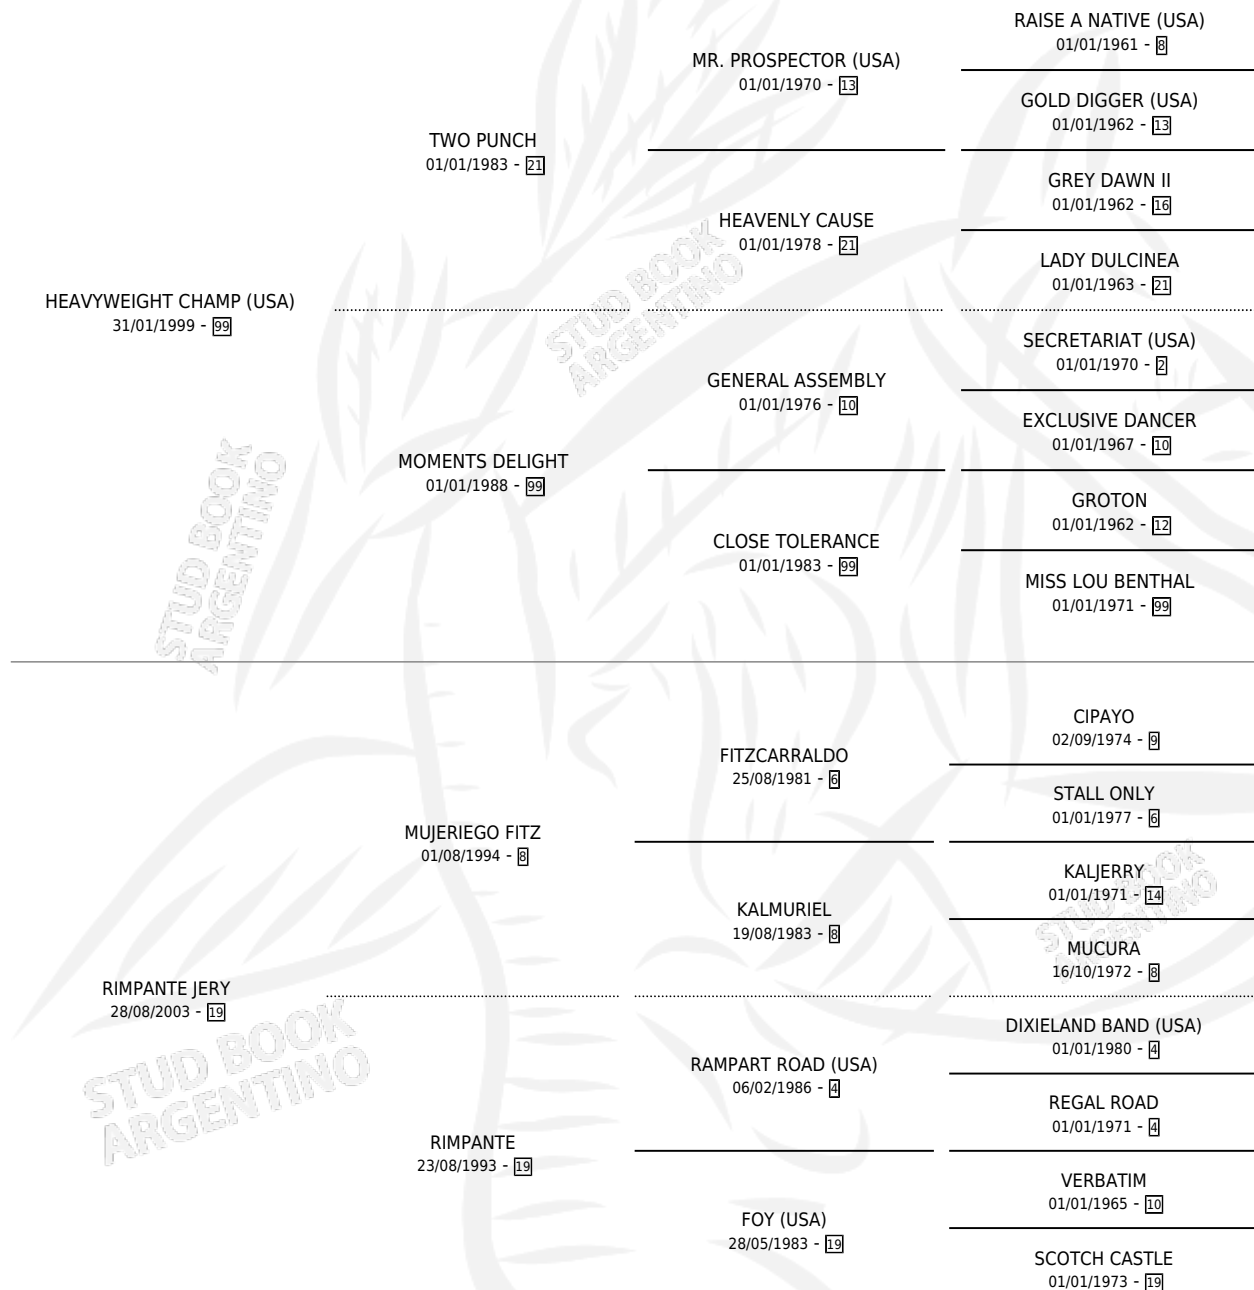 RAISE A NATIVE (USA)
01/01/1961 - 8
MR. PROSPECTOR (USA)
01/01/1970 - 13
GOLD DIGGER (USA)
01/01/1962 - 13
TWO PUNCH
01/01/1983 - 21
GREY DAWN II
01/01/1962 - 16
HEAVENLY CAUSE
01/01/1978 - 21
LADY DULCINEA
01/01/1963 - 21
HEAVYWEIGHT CHAMP (USA)
31/01/1999 - 99
SECRETARIAT (USA)
01/01/1970 - 2
GENERAL ASSEMBLY
01/01/1976 - 10
EXCLUSIVE DANCER
01/01/1967 - 10
MOMENTS DELIGHT
01/01/1988 - 99
GROTON
01/01/1962 - 12
CLOSE TOLERANCE
01/01/1983 - 99
MISS LOU BENTHAL
01/01/1971 - 99
CIPAYO
02/09/1974 - 9
FITZCARRALDO
25/08/1981 - 6
STALL ONLY
01/01/1977 - 6
MUJERIEGO FITZ
01/08/1994 - 8
KALJERRY
01/01/1971 - 14
KALMURIEL
19/08/1983 - 8
MUCURA
16/10/1972 - 8
RIMPANTE JERY
28/08/2003 - 19
DIXIELAND BAND (USA)
01/01/1980 - 4
RAMPART ROAD (USA)
06/02/1986 - 4
REGAL ROAD
01/01/1971 - 4
RIMPANTE
23/08/1993 - 19
VERBATIM
01/01/1965 - 10
FOY (USA)
28/05/1983 - 19
SCOTCH CASTLE
01/01/1973 - 19
STUD BOOK
ARGENTINO
STUD BOOK
ARGENTINO
STUD BOOK
ARGENTINO
STUD BOOK
ARGENTINO